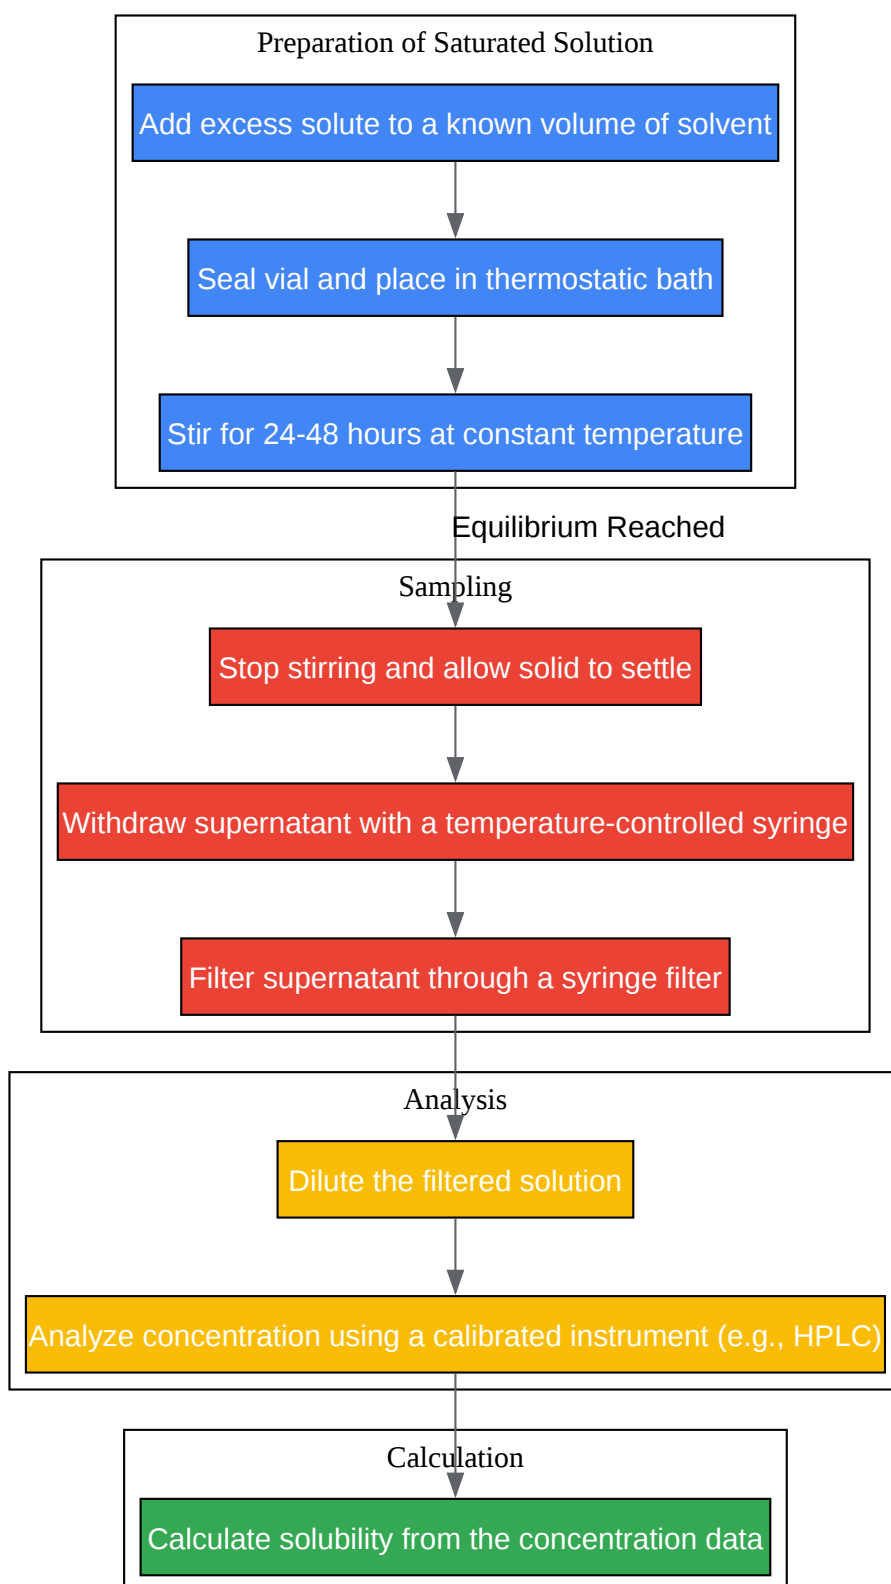 Preparation of Saturated Solution
Add excess solute to a known volume of solvent
Seal vial and place in thermostatic bath
Stir for 24-48 hours at constant temperature
Equilibrium Reached
Sampling
Stop stirring and allow solid to settle
Withdraw supernatant with a temperature-controlled syringe
Filter supernatant through a syringe filter
Analysis
Dilute the filtered solution
Analyze concentration using a calibrated instrument (e.g., HPLC)
Calculation
Calculate solubility from the concentration data